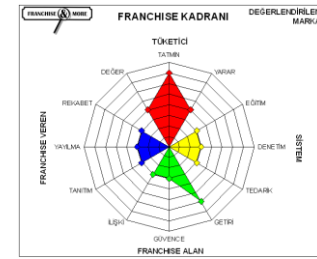 FRANCHISE & MORE
FRANCHISE KADRANI
DEĞERLENDİRİLEN
MARKA
TÜKETİCİ
TATMİN
DEĞER
YARAR
REKABET
EĞİTİM
FRANCHISE VEREN
YAYILMA
DENETİM
SİSTEM
TANITIM
TEDARİK
İLİŞKİ
GETİRİ
GÜVENCE
FRANCHISE ALAN